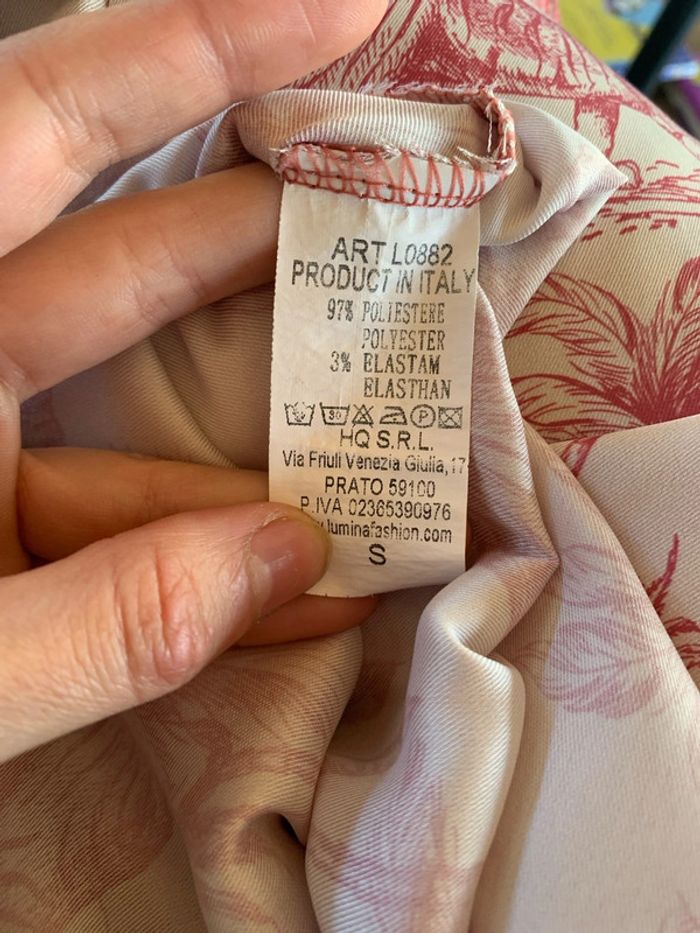 ART L0882
PRODUCT IN ITALY
97% POLIESTERE
POLYESTER
3% ELASTAM
ELASTHAN
30 P
HQ S.R.L.
Via Friuli Venezia Giulia,17
PRATO 59100
P.IVA 02365390976
luminafashion.com
S